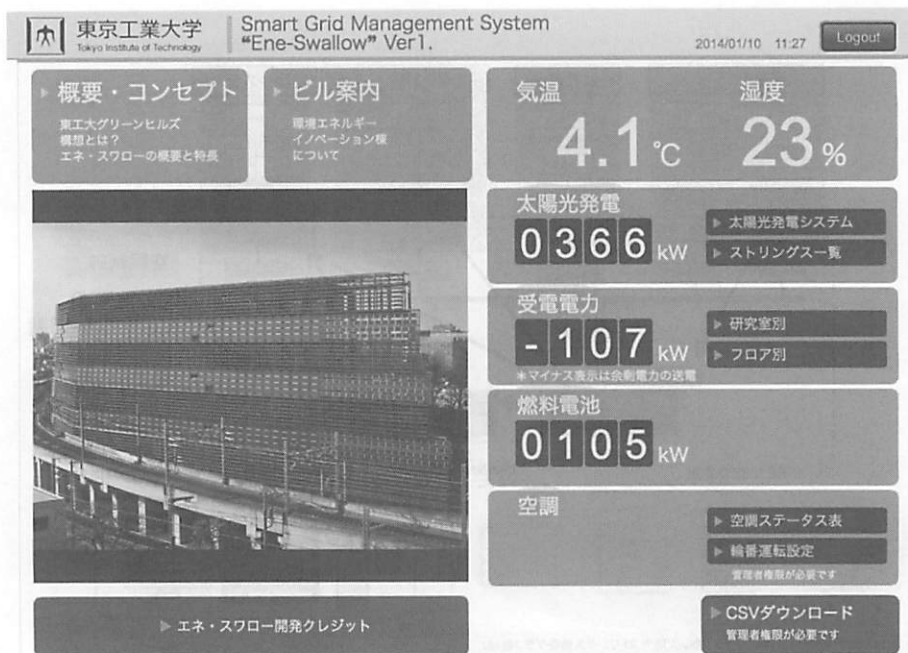 東京工業大学
Tokyo Institute of Technology
Smart Grid Management System
“Ene-Swallow” Ver1.
2014/01/10 11:27
Logout
概要・コンセプト
東工大グリーンヒルズ
構想とは？
エネ・スワローの概要と特長
ビル案内
環境エネルギー
イノベーション棟
について
気温
4.1℃
湿度
23%
太陽光発電
0366 kW
太陽光発電システム
ストリングス一覧
受電電力
-107 kW
*マイナス表示は余剰電力の送電
研究室別
フロア別
燃料電池
0105 kW
空調
空調ステータス表
輪番運転設定
管理者権限が必要です
エネ・スワロー開発クレジット
CSVダウンロード
管理者権限が必要です